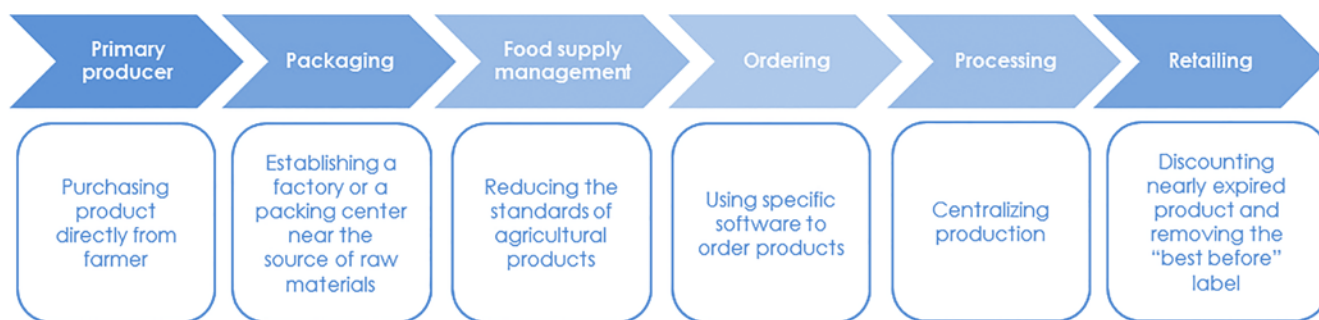 Primary
producer
Packaging
Food supply
management
Ordering
Processing
Retailing
Purchasing
product
directly from
farmer
Establishing a
factory or a
packing center
near the
source of raw
materials
Reducing the
standards of
agricultural
products
Using specific
software to
order products
Centralizing
production
Discounting
nearly expired
product and
removing the
“best before”
label